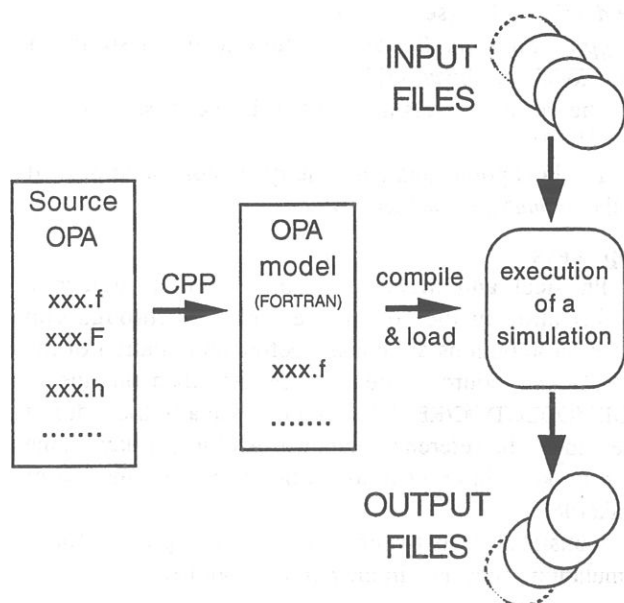 INPUT
FILES
Source
OPA
xxx.f
xxx.F
xxx.h
.......
CPP
OPA
model
(FORTRAN)
xxx.f
.......
compile
& load
execution
of a
simulation
OUTPUT
FILES